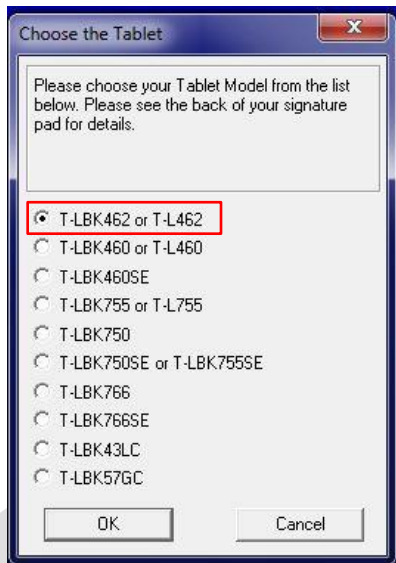 Choose the Tablet
Please choose your Tablet Model from the list
below. Please see the back of your signature
pad for details.
T-LBK462 or T-L462
T-LBK460 or T-L460
T-LBK460SE
T-LBK755 or T-L755
T-LBK750
T-LBK750SE or T-LBK755SE
T-LBK766
T-LBK766SE
T-LBK43LC
T-LBK57GC
OK Cancel